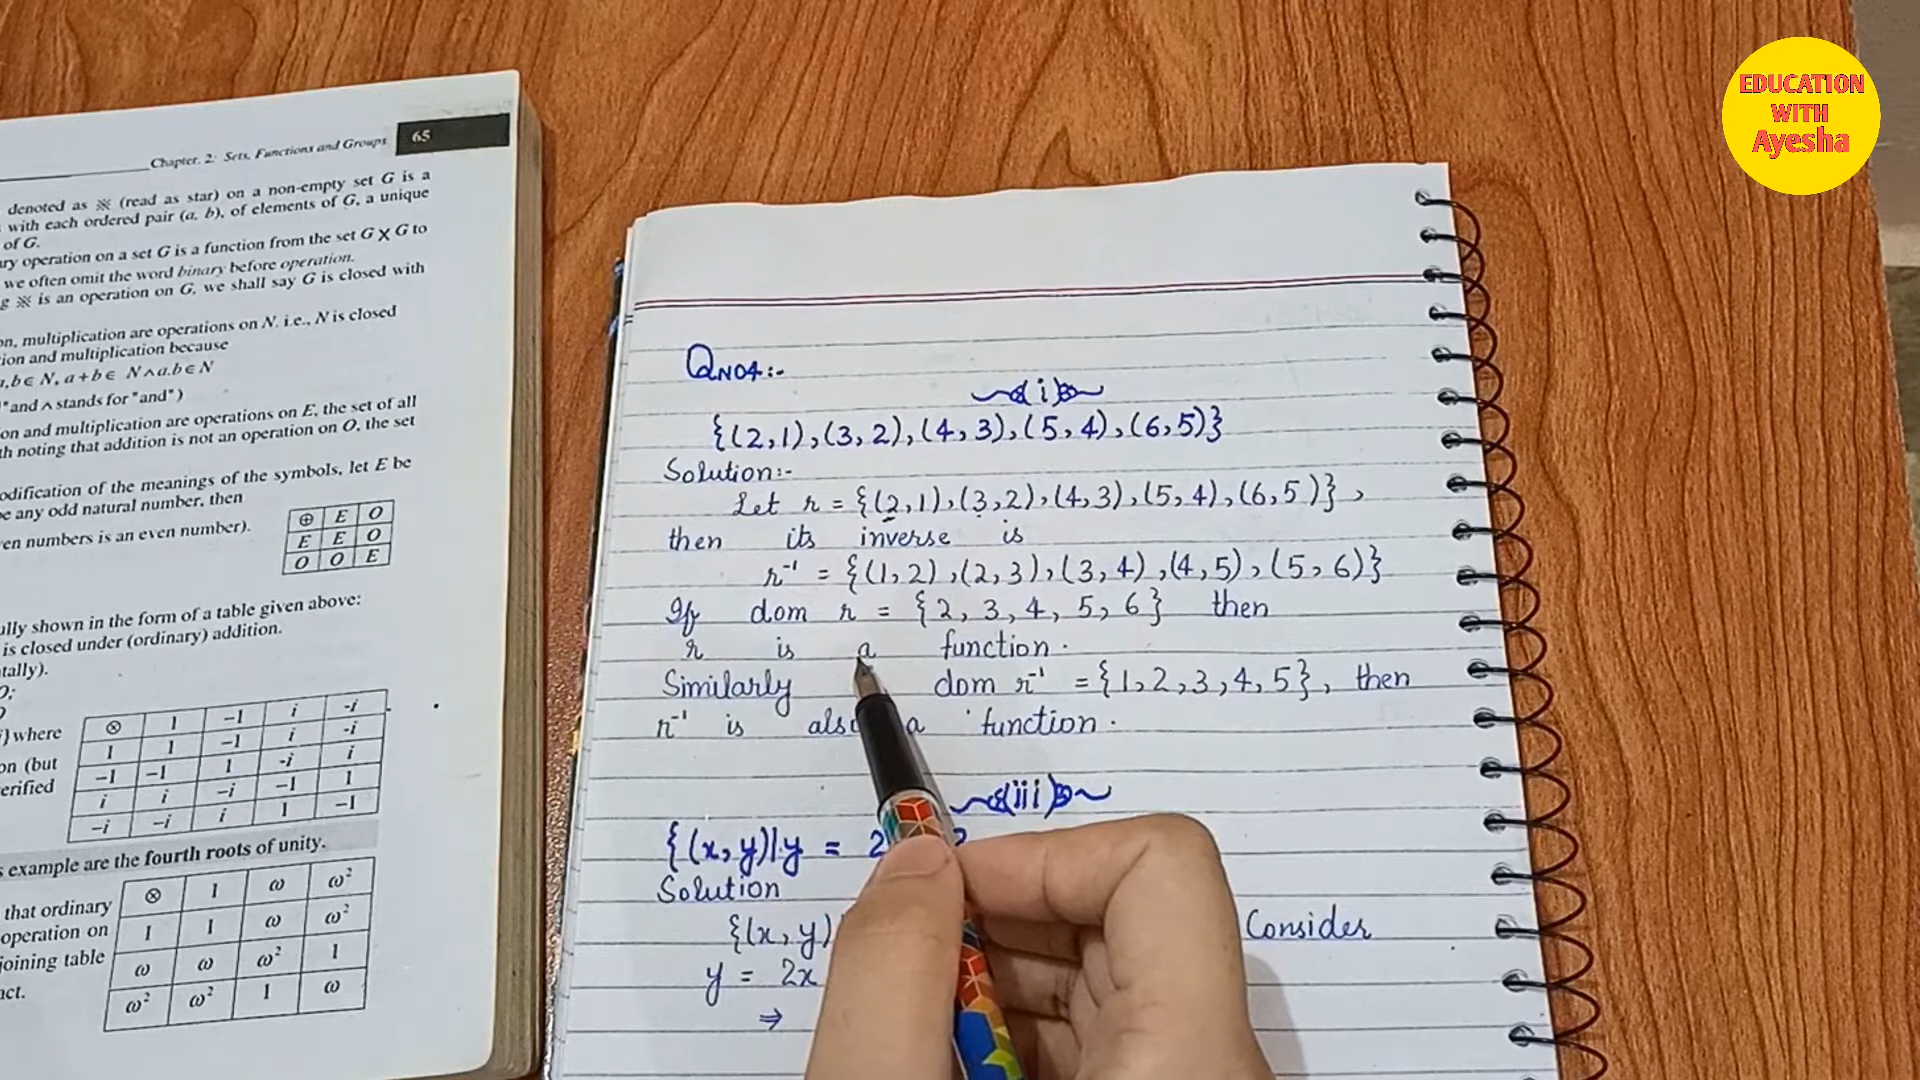 Chapter. 2: Sets, Functions and Groups 65
denoted as ※ (read as star) on a non-empty set G is a
with each ordered pair (a, b), of elements of G, a unique
of G.
operation on a set G is a function from the set G X G to
we often omit the word binary before operation.
※ is an operation on G, we shall say G is closed with
multiplication are operations on N. i.e., N is closed
and multiplication because
b ∈ N, a+b ∈ N ∧ a.b ∈ N
"and ∧ stands for "and")
and multiplication are operations on E, the set of all
noting that addition is not an operation on O, the set
of the meanings of the symbols, let E be
any odd natural number, then
numbers is an even number).
⊕ E O
E E O
O O E
shown in the form of a table given above:
is closed under (ordinary) addition.
where
(but
⊗ 1 −1 i -i
1 1 −1 i -i
−1 −1 1 -i i
i i −i −1 1
−i −i i 1 −1
example are the fourth roots of unity.
that ordinary
operation on
table
⊗ 1 ω ω²
1 1 ω ω²
ω ω ω² 1
ω² ω² 1 ω
EDUCATION
WITH
Ayesha
QNO4:-
(i)
{(2,1),(3,2),(4,3),(5,4),(6,5)}
Solution:-
Let r = {(2,1),(3,2),(4,3),(5,4),(6,5)},
then its inverse is
r⁻¹ = {(1,2),(2,3),(3,4),(4,5),(5,6)}
If dom r = {2, 3, 4, 5, 6} then
r is a function.
Similarly dom r⁻¹ = {1,2,3,4,5}, then
r⁻¹ is also a function.
(iii)
{(x,y)|y = 2
Solution
{(x, y) Consider
y = 2x
⇒